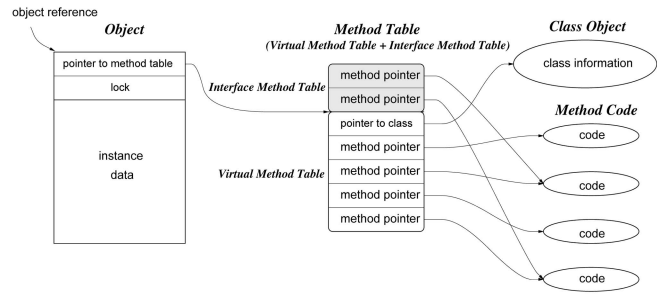 object reference
Object
pointer to method table
lock
instance
data
Method Table
(Virtual Method Table + Interface Method Table)
Interface Method Table
method pointer
method pointer
pointer to class
method pointer
Virtual Method Table
method pointer
method pointer
method pointer
Class Object
class information
Method Code
code
code
code
code